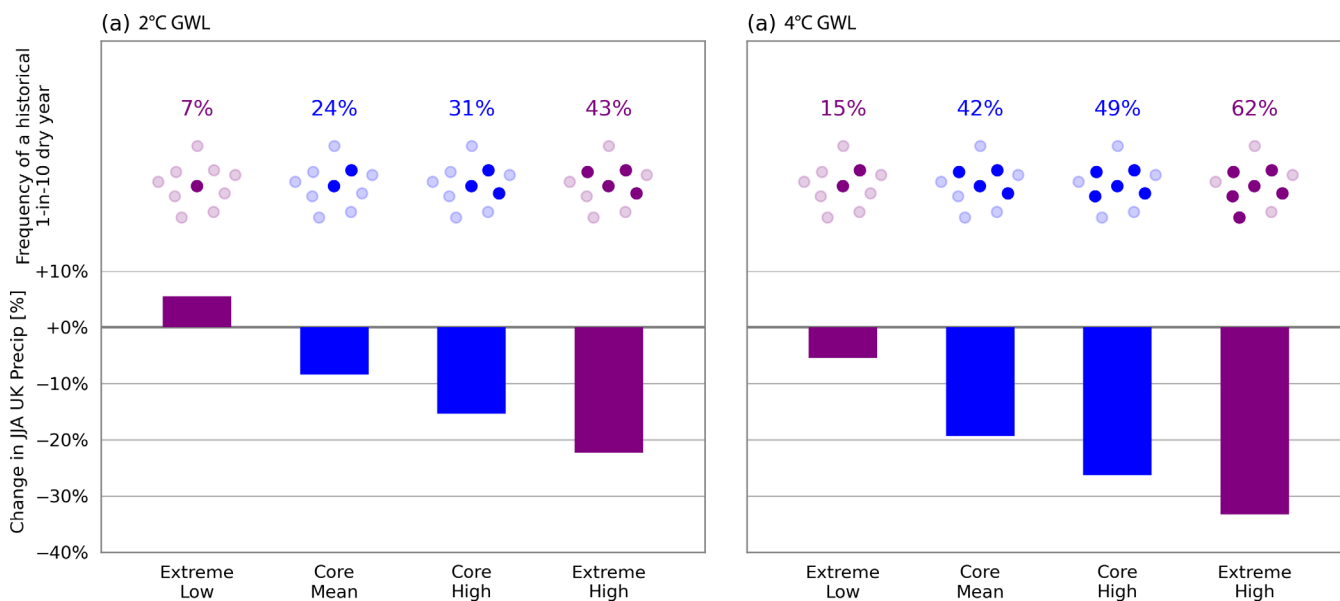 (a) 2°C GWL
(a) 4°C GWL
Frequency of a historical
1-in-10 dry year
7%
24%
31%
43%
15%
42%
49%
62%
Change in JJA UK Precip [%]
+10%
+0%
−10%
−20%
−30%
−40%
Extreme
Low
Core
Mean
Core
High
Extreme
High
Extreme
Low
Core
Mean
Core
High
Extreme
High